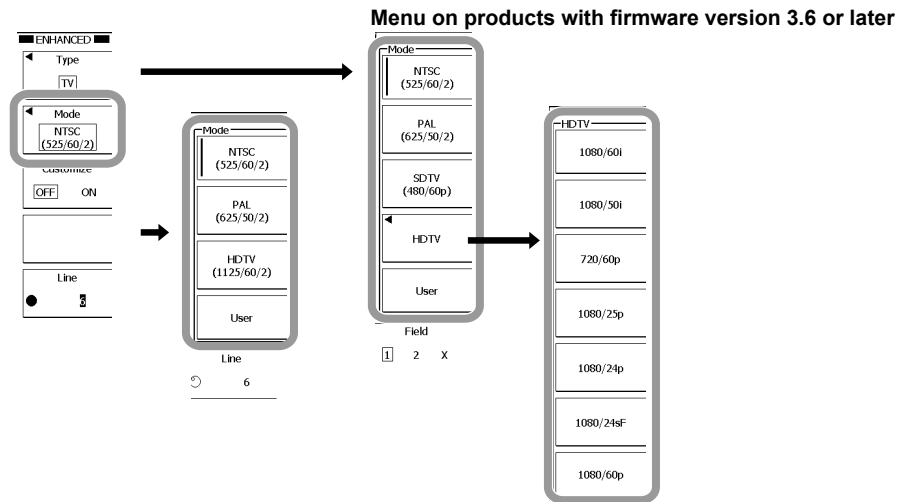 Menu on products with firmware version 3.6 or later
ENHANCED
Type
TV
Mode
NTSC
(525/60/2)
Customize
OFF ON
Line
6
Mode
NTSC
(525/60/2)
PAL
(625/50/2)
HDTV
(1125/60/2)
User
Line
6
Mode
NTSC
(525/60/2)
PAL
(625/50/2)
SDTV
(480/60p)
HDTV
User
Field
1 2 X
HDTV
1080/60i
1080/50i
720/60p
1080/25p
1080/24p
1080/24sF
1080/60p